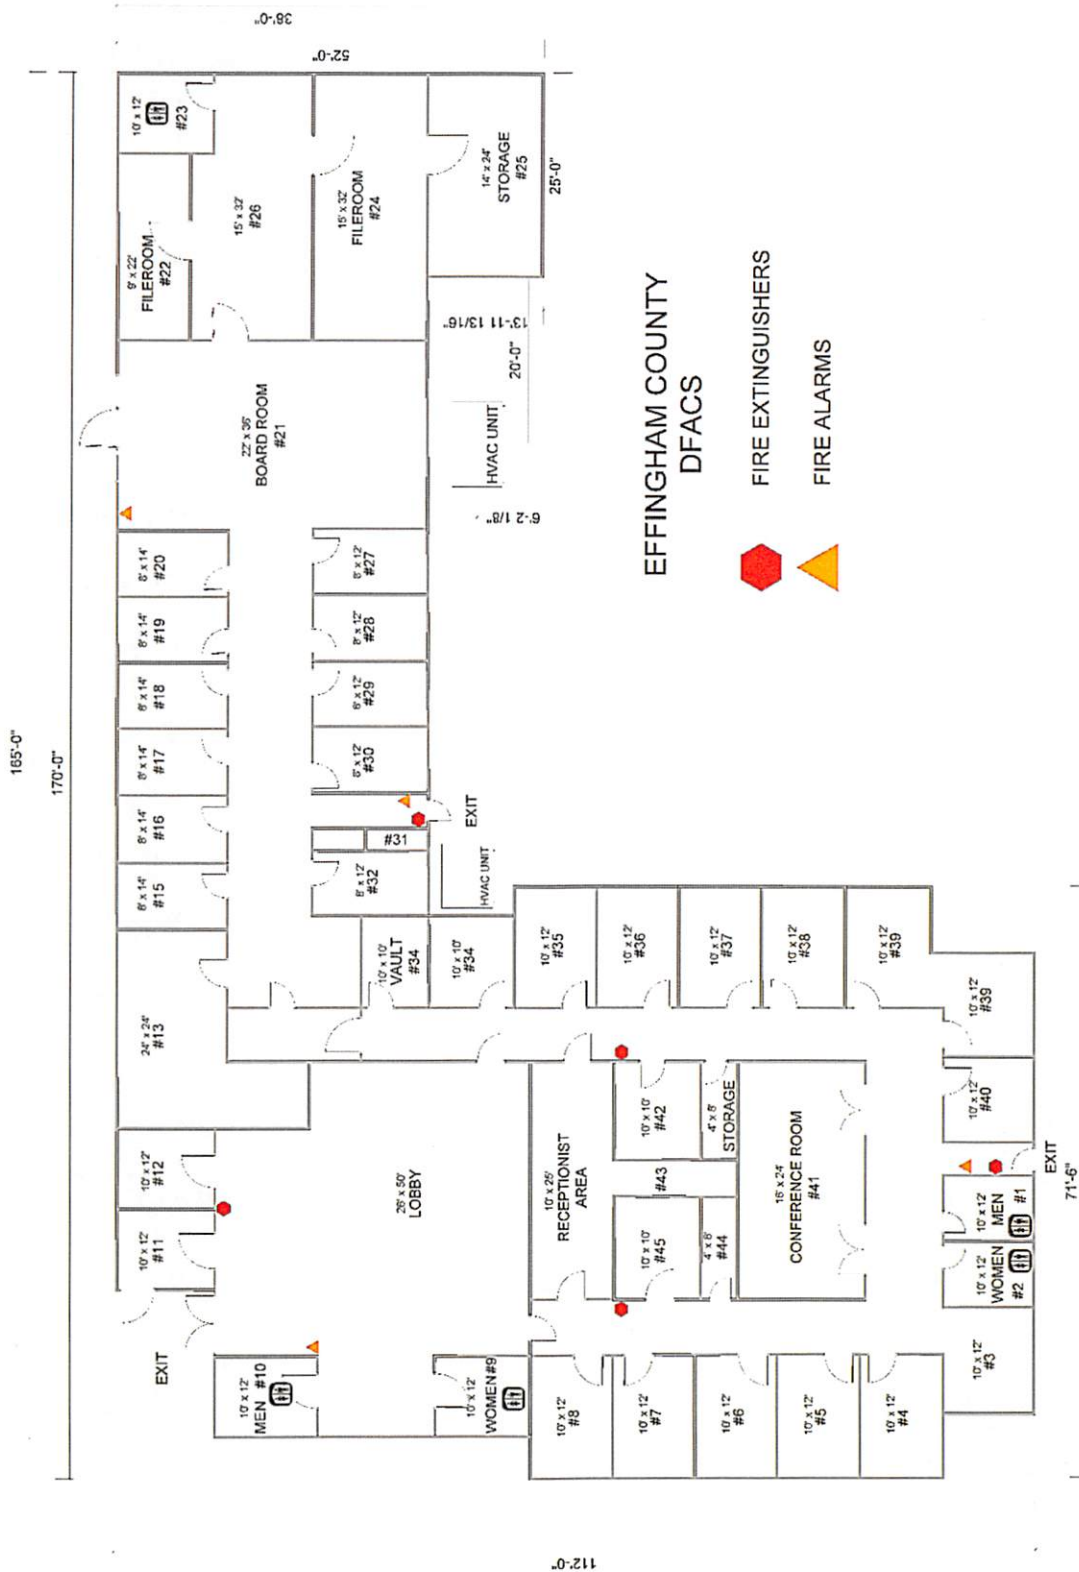 38'-0"
52'-0"
165'-0"
170'-0"
10' x 12'
#23
9' x 22'
FILEROOM
#22
15' x 32'
#26
15' x 32'
FILEROOM
#24
14' x 24'
STORAGE
#25
25'-0"
13'-11 13/16"
20'-0"
HVAC UNIT
6'-2 1/8"
22' x 36'
BOARD ROOM
#21
8' x 14'
#20
8' x 14'
#19
8' x 14'
#18
8' x 14'
#17
8' x 14'
#16
8' x 14'
#15
8' x 12'
#27
8' x 12'
#28
8' x 12'
#29
8' x 12'
#30
EXIT
#31
8' x 12'
#32
HVAC UNIT
24' x 24'
#13
10' x 10'
VAULT
#34
10' x 10'
#34
10' x 12'
#35
10' x 12'
#36
10' x 12'
#37
10' x 12'
#38
10' x 12'
#39
10' x 12'
#39
10' x 12'
#40
10' x 12'
#12
10' x 12'
#11
EXIT
26' x 50'
LOBBY
10' x 25'
RECEPTIONIST
AREA
10' x 10'
#42
4' x 8'
STORAGE
#43
10' x 10'
#45
4' x 8'
#44
16' x 24'
CONFERENCE ROOM
#41
EXIT
71'-6"
10' x 12'
MEN #1
10' x 12'
WOMEN
#2
10' x 12'
#3
10' x 12'
MEN #10
10' x 12'
WOMEN#9
10' x 12'
#8
10' x 12'
#7
10' x 12'
#6
10' x 12'
#5
10' x 12'
#4
112'-0"
EFFINGHAM COUNTY
DFACS
FIRE EXTINGUISHERS
FIRE ALARMS